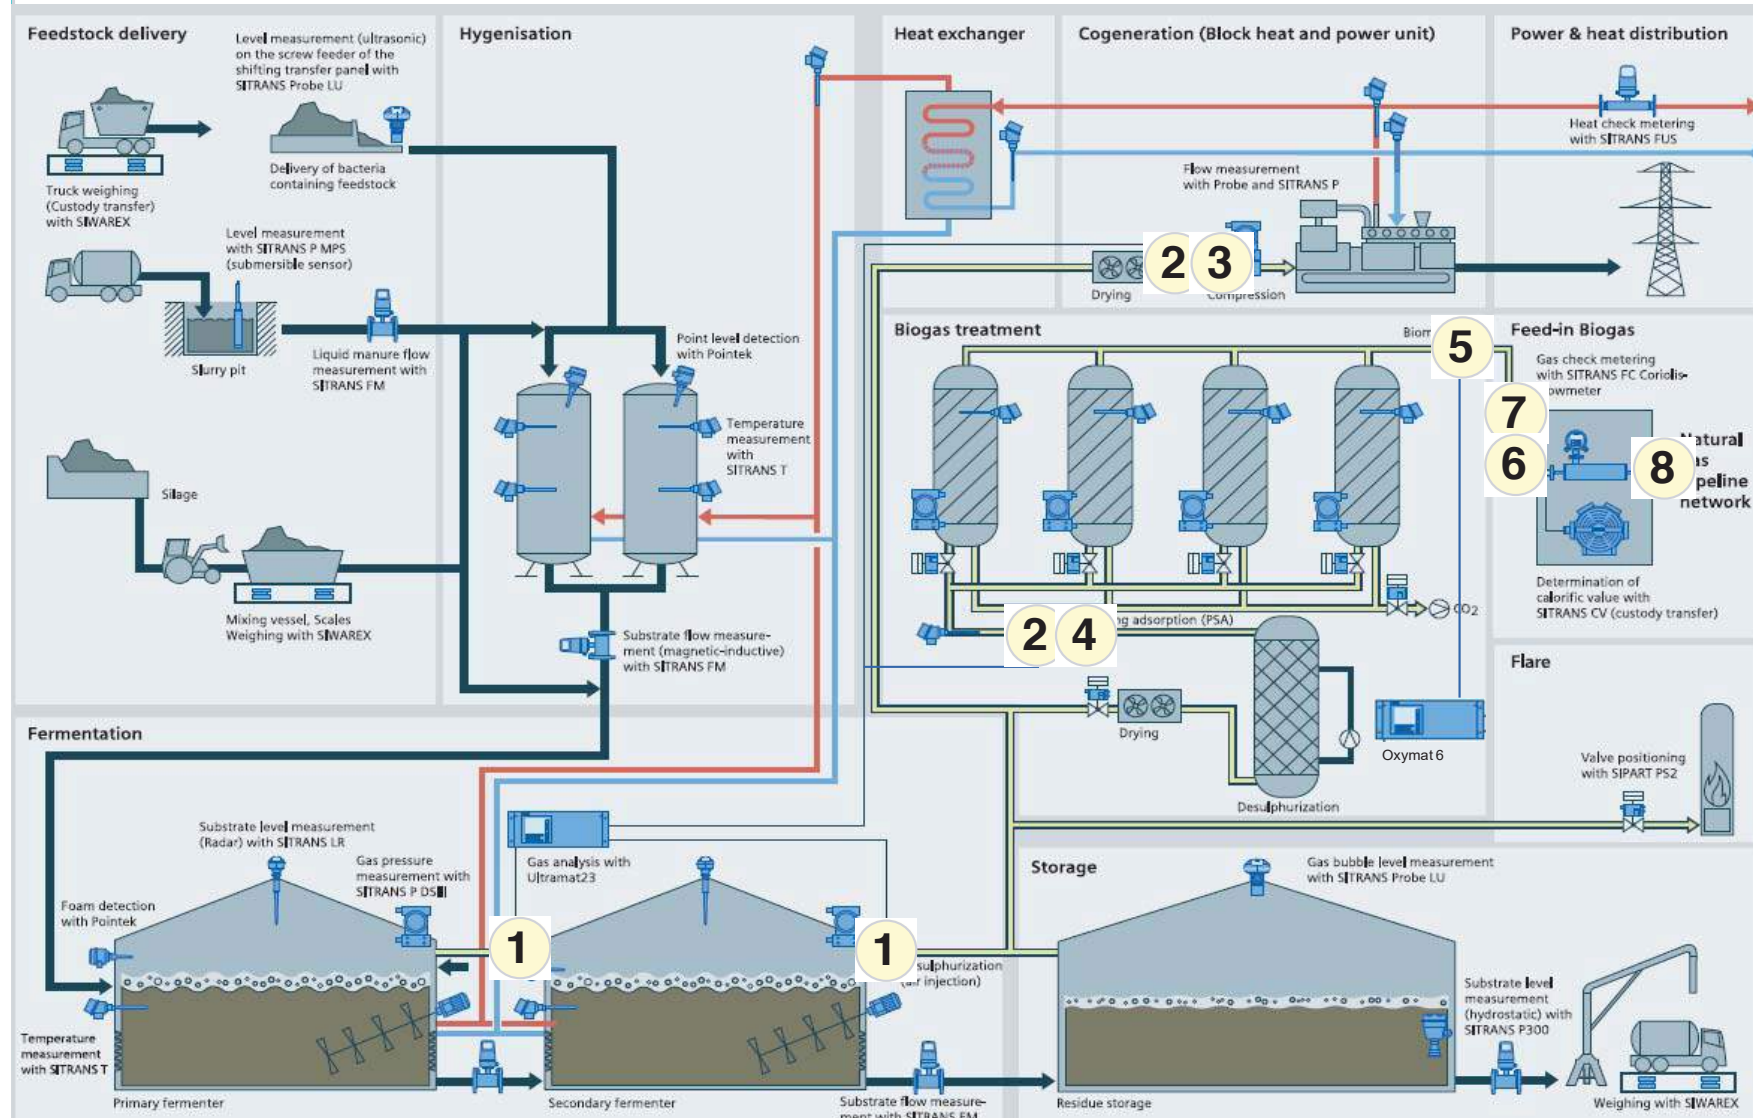 Feedstock delivery
Level measurement (ultrasonic)
on the screw feeder of the
shifting transfer panel with
SITRANS Probe LU
Truck weighing
(Custody transfer)
with SIWAREX
Delivery of bacteria
containing feedstock
Level measurement
with SITRANS P MPS
(submersible sensor)
Slurry pit
Liquid manure flow
measurement with
SITRANS FM
Silage
Mixing vessel, Scales
Weighing with SIWAREX
Hygenisation
Point level detection
with Pointek
Temperature
measurement
with
SITRANS T
Substrate flow measure-
ment (magnetic-inductive)
with SITRANS FM
Heat exchanger
Cogeneration (Block heat and power unit)
Flow measurement
with Probe and SITRANS P
2
3
Drying
Compression
Power & heat distribution
Heat check metering
with SITRANS FUS
Biogas treatment
5
CO2
2
4
adsorption (PSA)
Drying
Desulphurization
Oxymat 6
Feed-in Biogas
Gas check metering
with SITRANS FC Coriolis-
7
6
8
network
Determination of
calorific value with
SITRANS CV (custody transfer)
Flare
Valve positioning
with SIPART PS2
Fermentation
Substrate level measurement
(Radar) with SITRANS LR
Gas pressure
measurement with
SITRANS P DSIII
Foam detection
with Pointek
Gas analysis with
Ultramat23
1
1
injection)
Temperature
measurement
with SITRANS T
Primary fermenter
Secondary fermenter
Substrate flow measure-
ment with SITRANS FM
Storage
Gas bubble level measurement
with SITRANS Probe LU
Substrate level
measurement
(hydrostatic) with
SITRANS P300
Residue storage
Weighing with SIWAREX